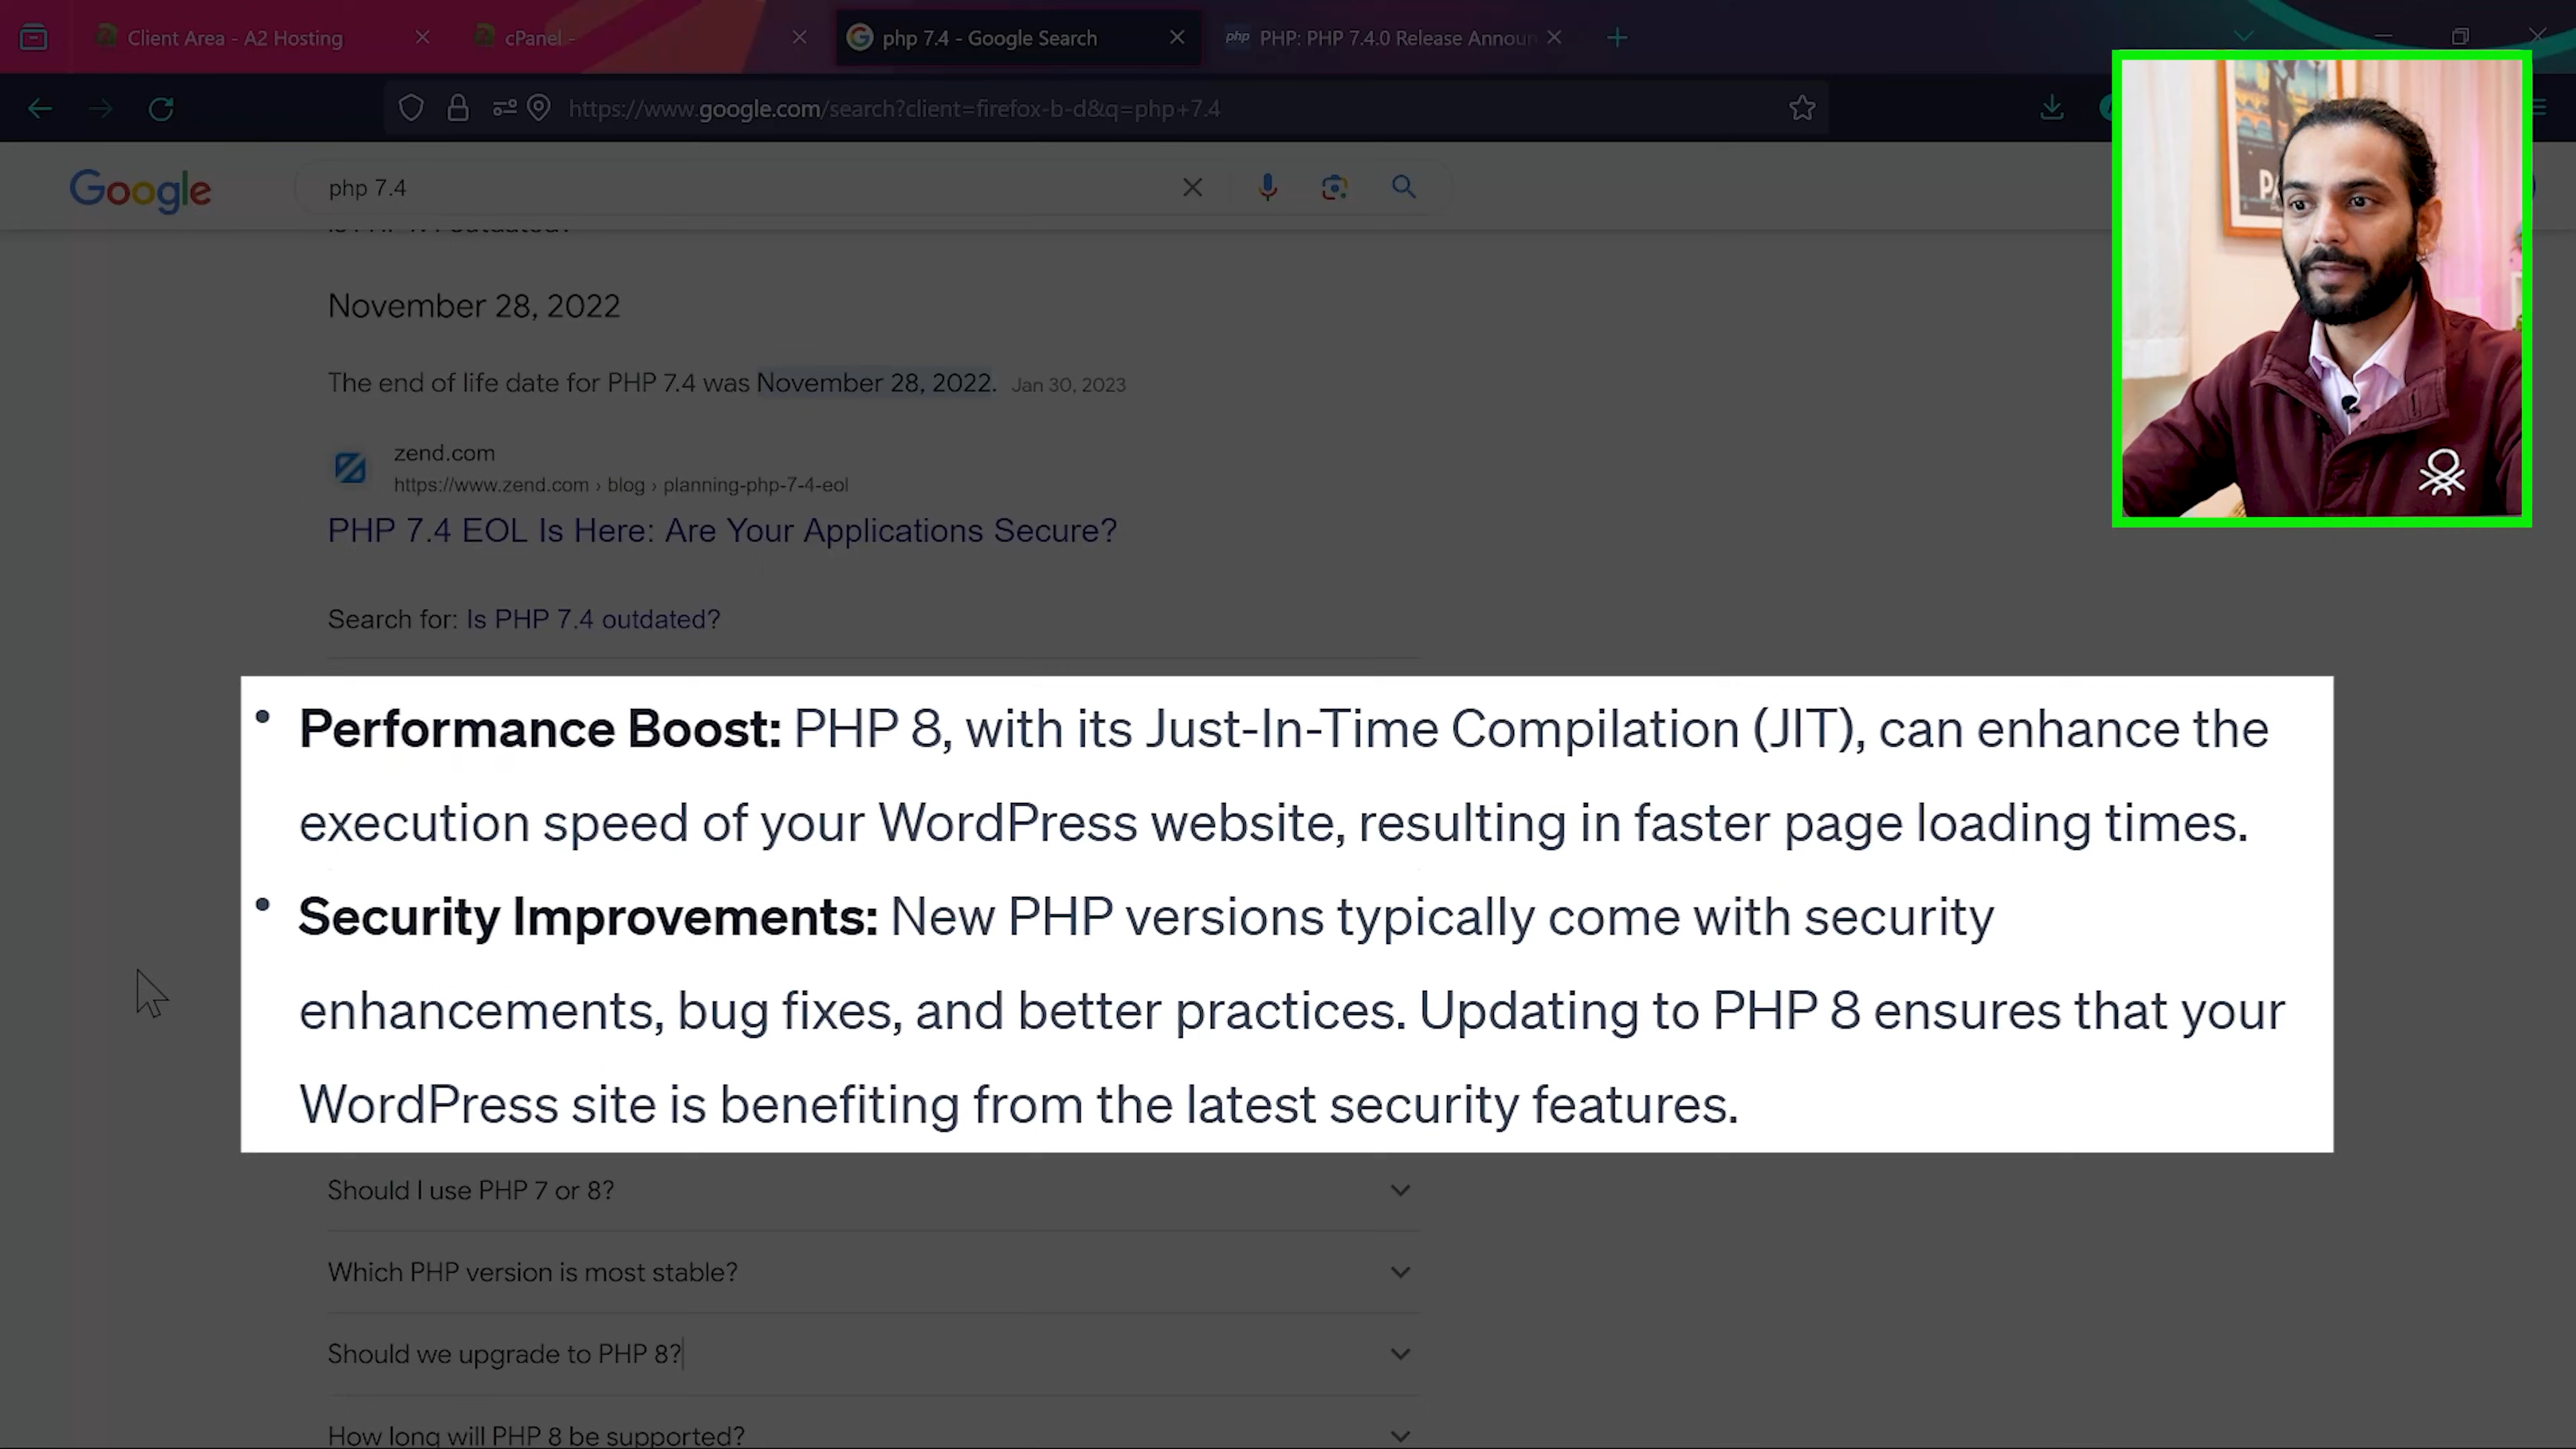 Client Area - A2 Hosting
cPanel -
php 7.4 - Google Search
php PHP: PHP 7.4.0 Release Announ
https://www.google.com/search?client=firefox-b-d&q=php+7.4
Google
php 7.4
November 28, 2022
The end of life date for PHP 7.4 was November 28, 2022. Jan 30, 2023
zend.com
https://www.zend.com › blog › planning-php-7-4-eol
PHP 7.4 EOL Is Here: Are Your Applications Secure?
Search for: Is PHP 7.4 outdated?
• Performance Boost: PHP 8, with its Just-In-Time Compilation (JIT), can enhance the
execution speed of your WordPress website, resulting in faster page loading times.
• Security Improvements: New PHP versions typically come with security
enhancements, bug fixes, and better practices. Updating to PHP 8 ensures that your
WordPress site is benefiting from the latest security features.
Should I use PHP 7 or 8?
Which PHP version is most stable?
Should we upgrade to PHP 8?
How long will PHP 8 be supported?